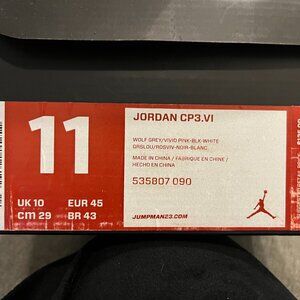 11
UK 10 EUR 45
CM 29 BR 43
JORDAN CP3.VI
WOLF GREY/VIVID PINK-BLK-WHITE
GRSLOU/ROSVIV-NOIR-BLANC
MADE IN CHINA / FABRIQUE EN CHINE /
HECHO EN CHINA
535807 090
JUMPMAN23.COM